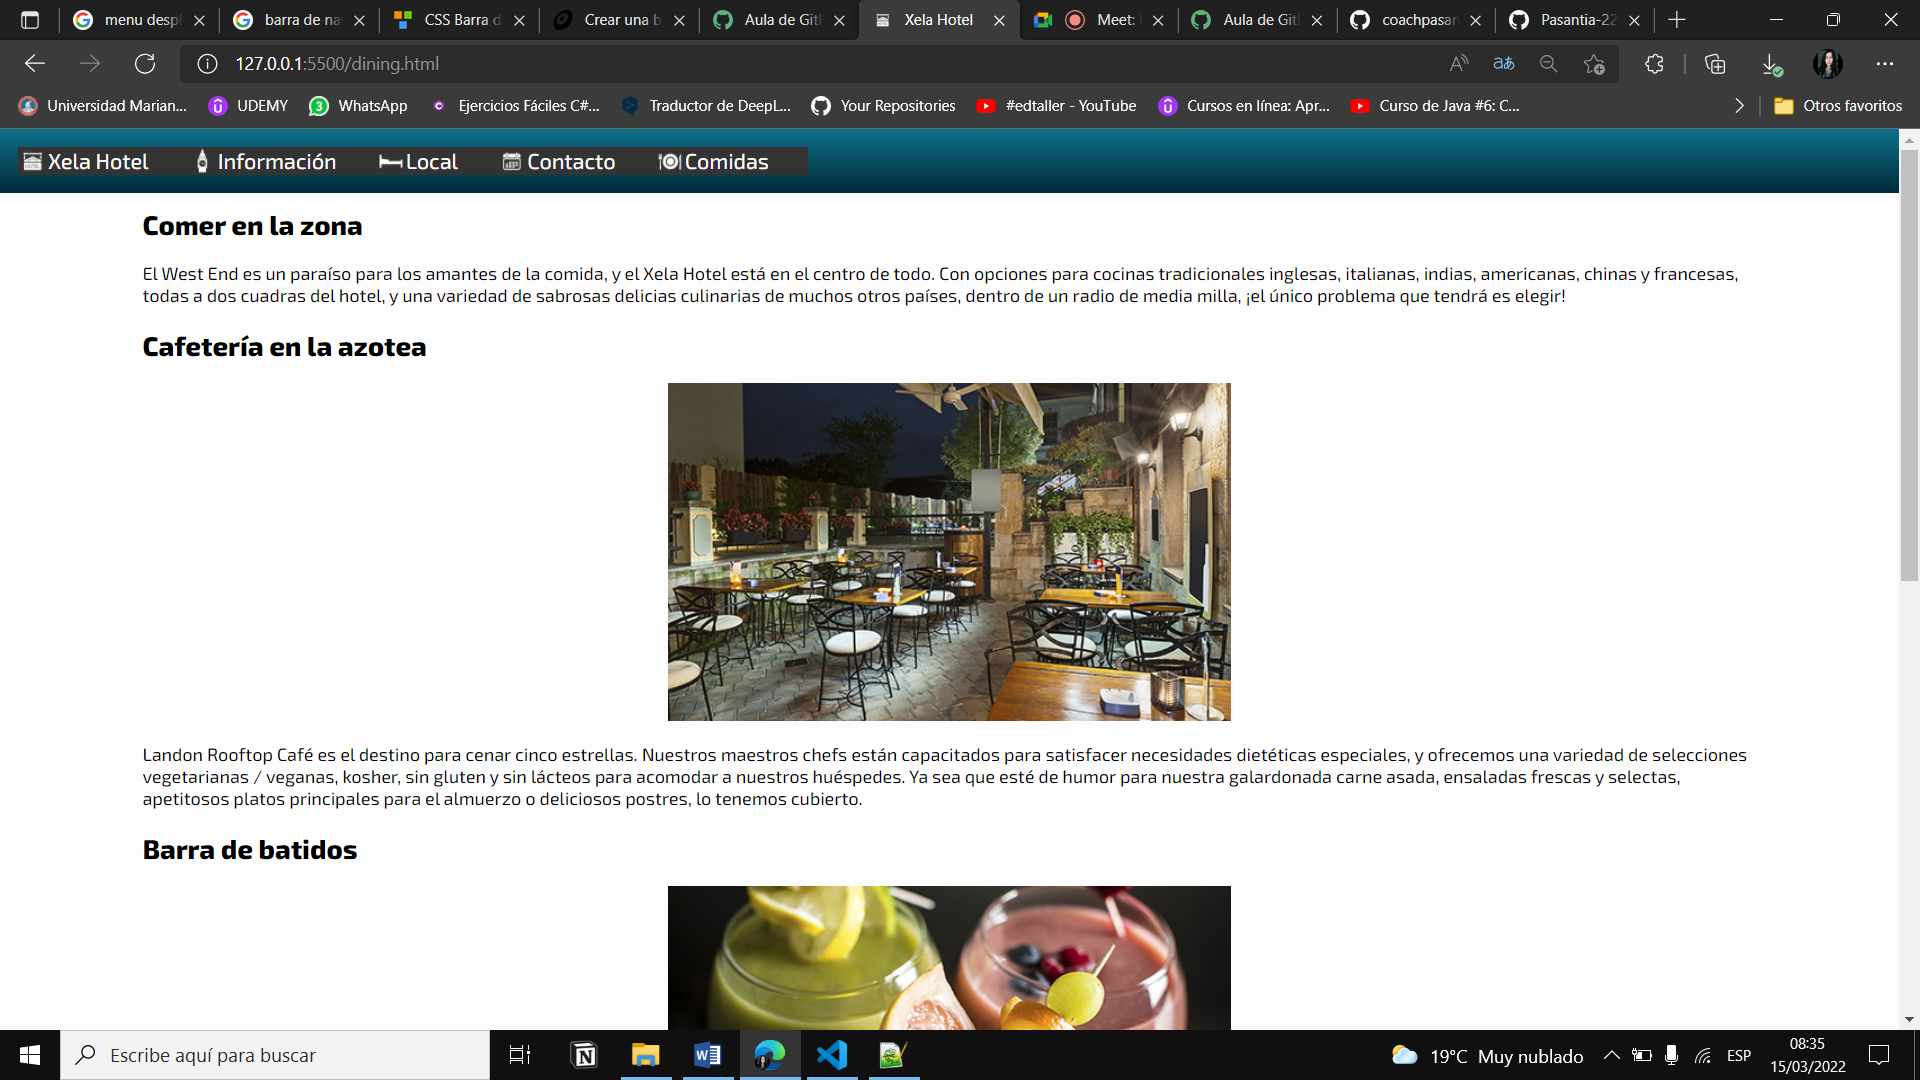 menu despl
barra de na
CSS Barra d
Crear una b
Aula de Git
Xela Hotel
Meet:
Aula de Git
coachpasan
Pasantia-22
127.0.0.1:5500/dining.html
Universidad Marian...
UDEMY
WhatsApp
Ejercicios Fáciles C#...
Traductor de DeepL...
Your Repositories
#edtaller - YouTube
Cursos en línea: Apr...
Curso de Java #6: C...
Otros favoritos
Xela Hotel
Información
Local
Contacto
Comidas
Comer en la zona
El West End es un paraíso para los amantes de la comida, y el Xela Hotel está en el centro de todo. Con opciones para cocinas tradicionales inglesas, italianas, indias, americanas, chinas y francesas,
todas a dos cuadras del hotel, y una variedad de sabrosas delicias culinarias de muchos otros países, dentro de un radio de media milla, ¡el único problema que tendrá es elegir!
Cafetería en la azotea
Landon Rooftop Café es el destino para cenar cinco estrellas. Nuestros maestros chefs están capacitados para satisfacer necesidades dietéticas especiales, y ofrecemos una variedad de selecciones
vegetarianas / veganas, kosher, sin gluten y sin lácteos para acomodar a nuestros huéspedes. Ya sea que esté de humor para nuestra galardonada carne asada, ensaladas frescas y selectas,
apetitosos platos principales para el almuerzo o deliciosos postres, lo tenemos cubierto.
Barra de batidos
Escribe aquí para buscar
19°C Muy nublado
ESP
08:35
15/03/2022